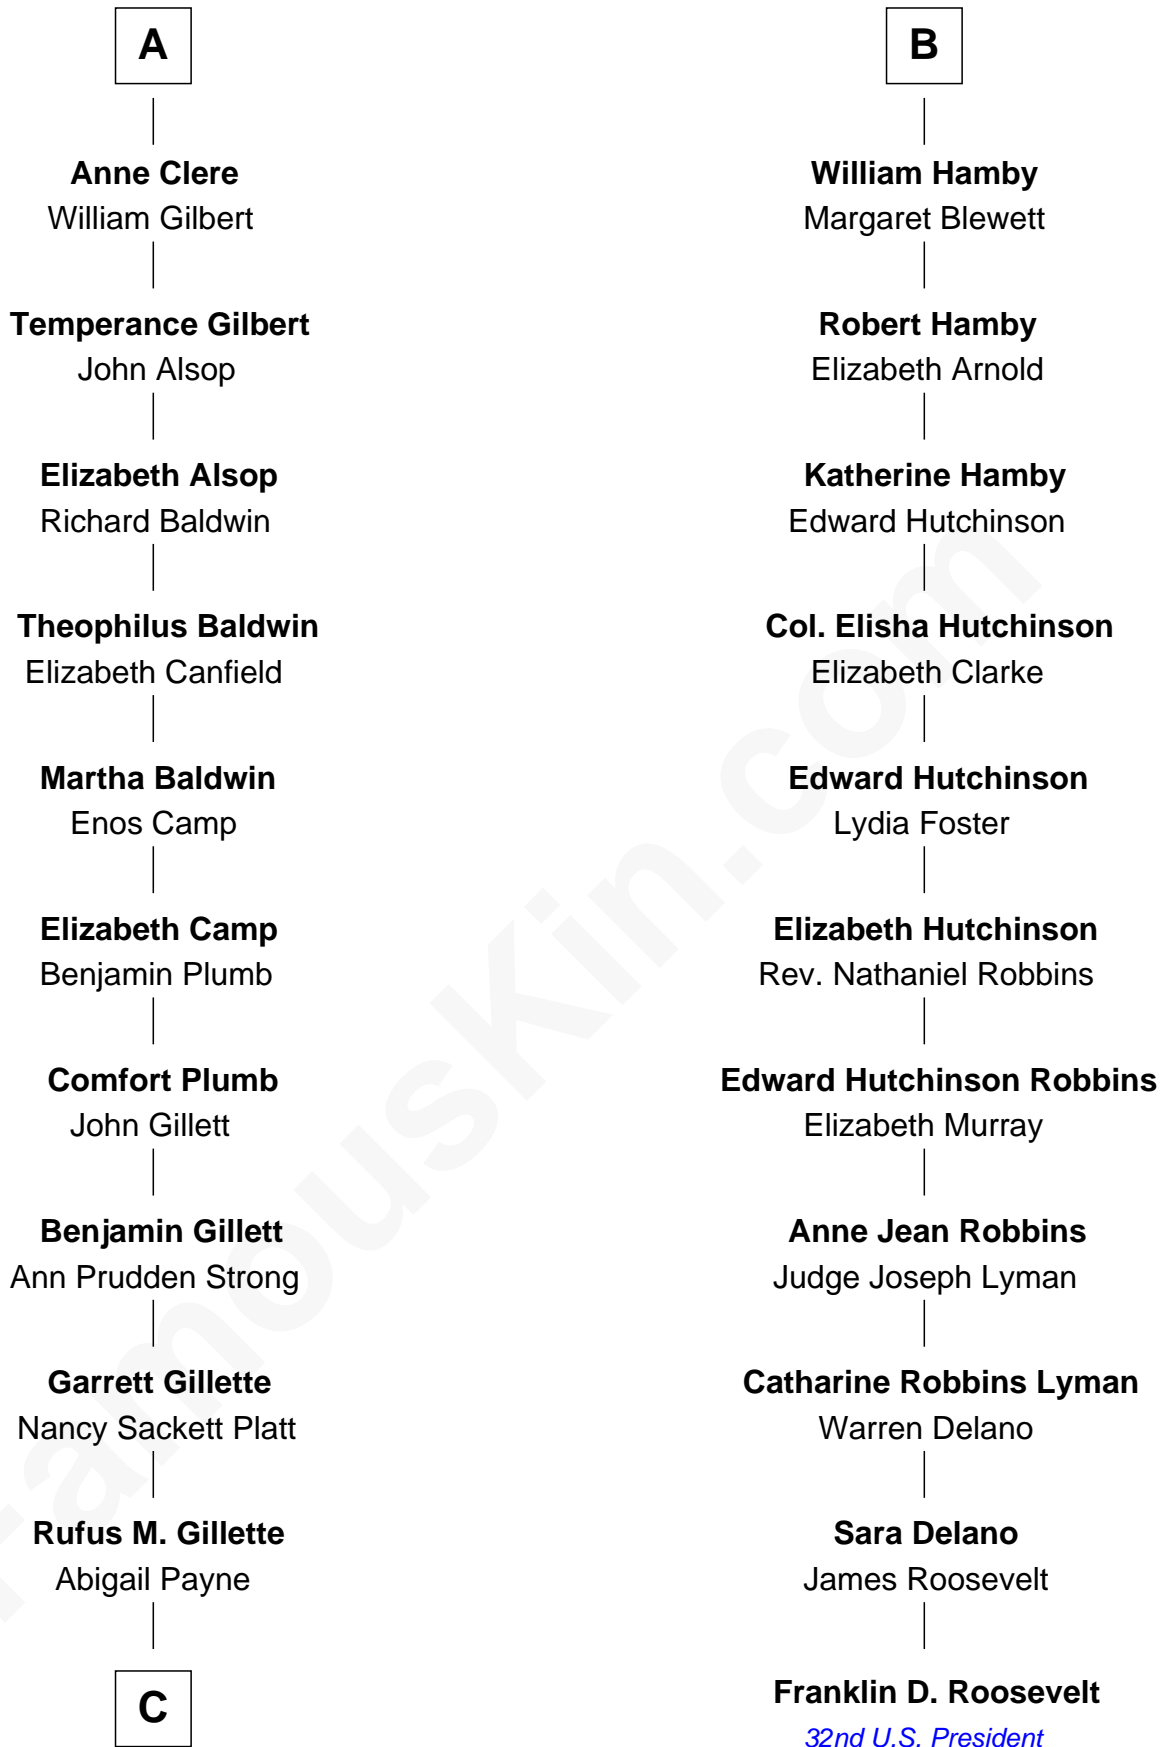 A
Anne Clere
William Gilbert
Temperance Gilbert
John Alsop
Elizabeth Alsop
Richard Baldwin
Theophilus Baldwin
Elizabeth Canfield
Martha Baldwin
Enos Camp
Elizabeth Camp
Benjamin Plumb
Comfort Plumb
John Gillett
Benjamin Gillett
Ann Prudden Strong
Garrett Gillette
Nancy Sackett Platt
Rufus M. Gillette
Abigail Payne
C
B
William Hamby
Margaret Blewett
Robert Hamby
Elizabeth Arnold
Katherine Hamby
Edward Hutchinson
Col. Elisha Hutchinson
Elizabeth Clarke
Edward Hutchinson
Lydia Foster
Elizabeth Hutchinson
Rev. Nathaniel Robbins
Edward Hutchinson Robbins
Elizabeth Murray
Anne Jean Robbins
Judge Joseph Lyman
Catharine Robbins Lyman
Warren Delano
Sara Delano
James Roosevelt
Franklin D. Roosevelt
32nd U.S. President
FamousKin.com